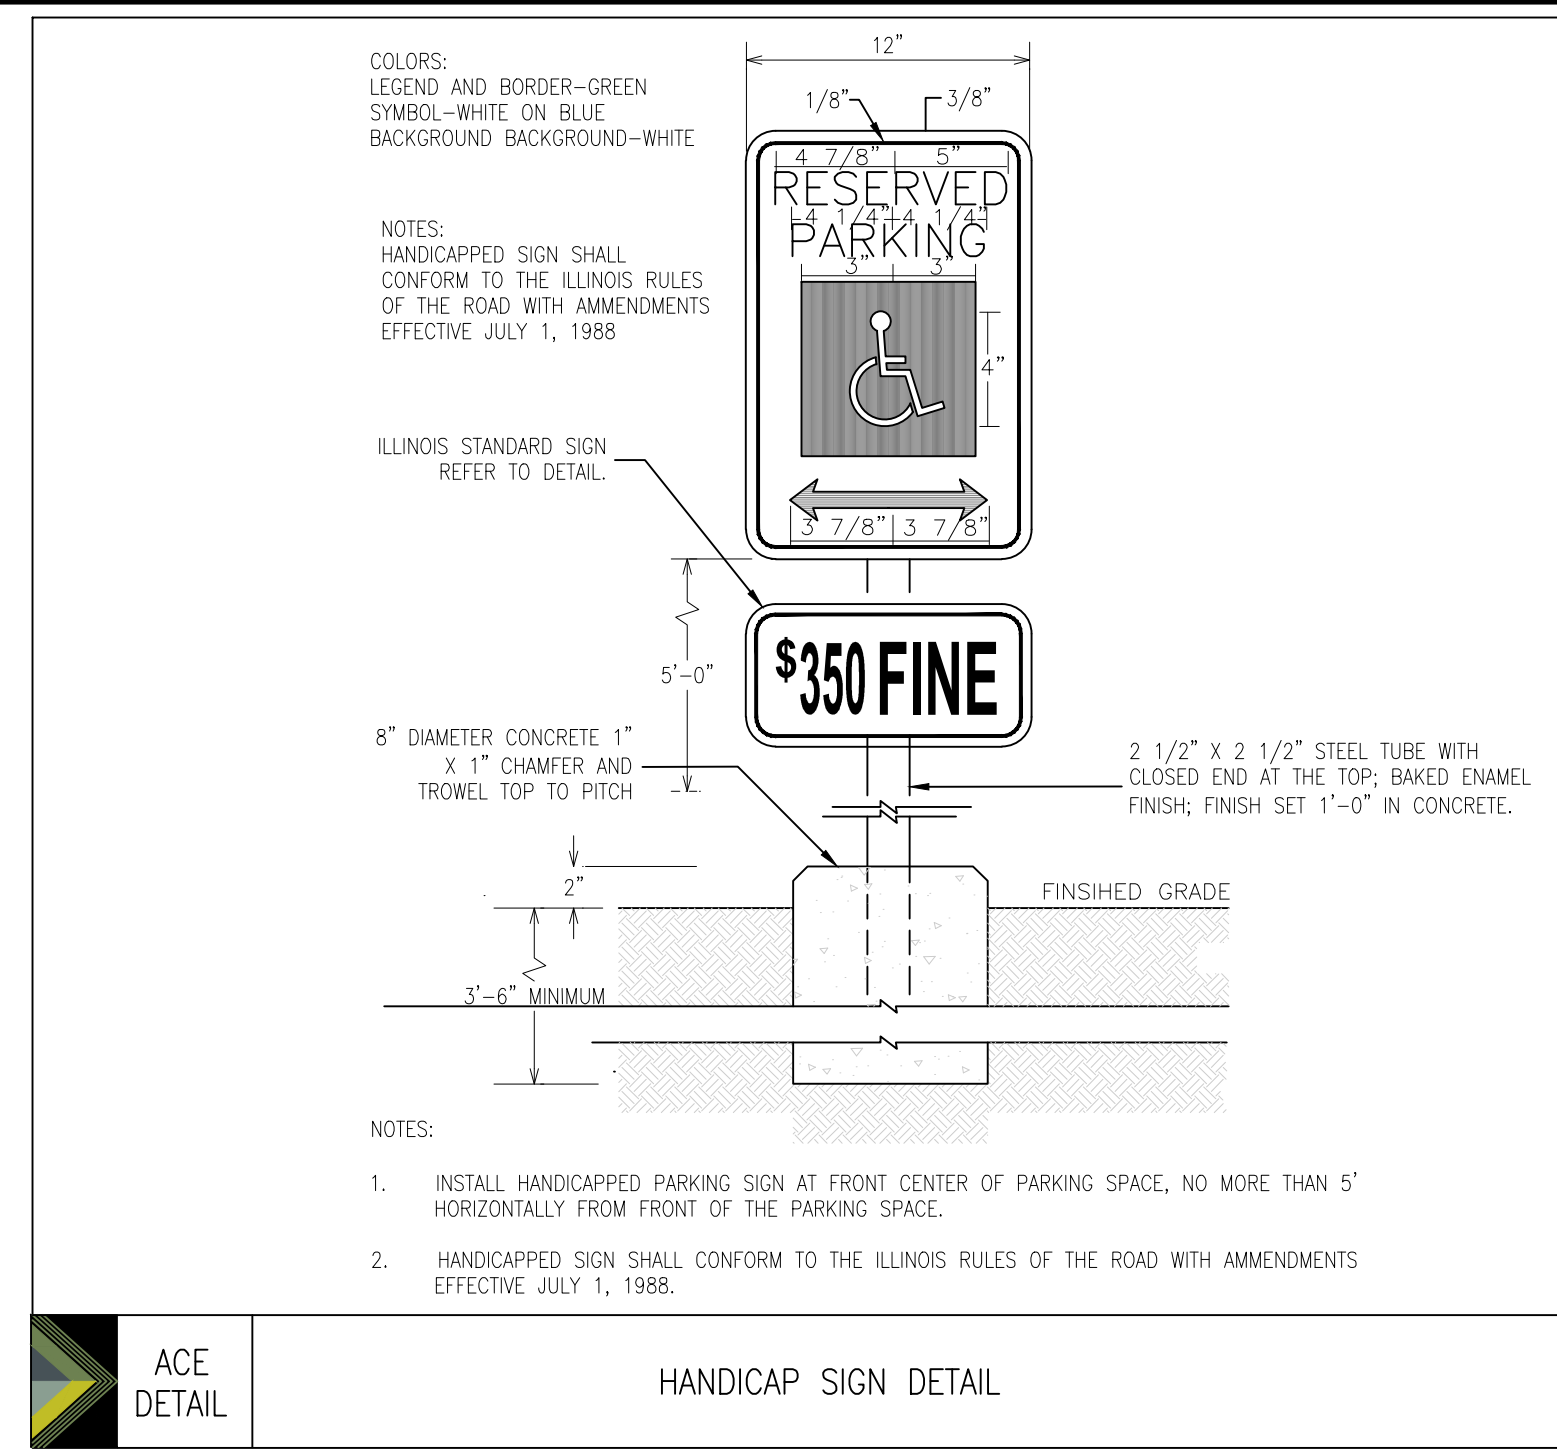 COLORS:
LEGEND AND BORDER-GREEN
SYMBOL-WHITE ON BLUE
BACKGROUND BACKGROUND-WHITE
NOTES:
HANDICAPPED SIGN SHALL
CONFORM TO THE ILLINOIS RULES
OF THE ROAD WITH AMMENDMENTS
EFFECTIVE JULY 1, 1988
ILLINOIS STANDARD SIGN
REFER TO DETAIL.
12"
1/8" 3/8"
4 7/8" 5"
RESERVED
4 1/4" 4 1/4"
PARKING
3" 3"
4"
3 7/8" 3 7/8"
5'-0"
$350 FINE
8" DIAMETER CONCRETE 1"
X 1" CHAMFER AND
TROWEL TOP TO PITCH
2 1/2" X 2 1/2" STEEL TUBE WITH
CLOSED END AT THE TOP; BAKED ENAMEL
FINISH; FINISH SET 1'-0" IN CONCRETE.
2"
FINSIHED GRADE
3'-6" MINIMUM
NOTES:
1. INSTALL HANDICAPPED PARKING SIGN AT FRONT CENTER OF PARKING SPACE, NO MORE THAN 5'
HORIZONTALLY FROM FRONT OF THE PARKING SPACE.
2. HANDICAPPED SIGN SHALL CONFORM TO THE ILLINOIS RULES OF THE ROAD WITH AMMENDMENTS
EFFECTIVE JULY 1, 1988.
ACE
DETAIL
HANDICAP SIGN DETAIL